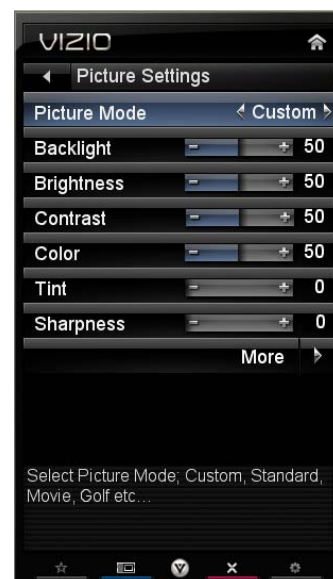 VIZIO
Picture Settings
Picture Mode Custom
Backlight - + 50
Brightness - + 50
Contrast - + 50
Color - + 50
Tint - + 0
Sharpness - + 0
More
Select Picture Mode; Custom, Standard,
Movie, Golf etc...
V